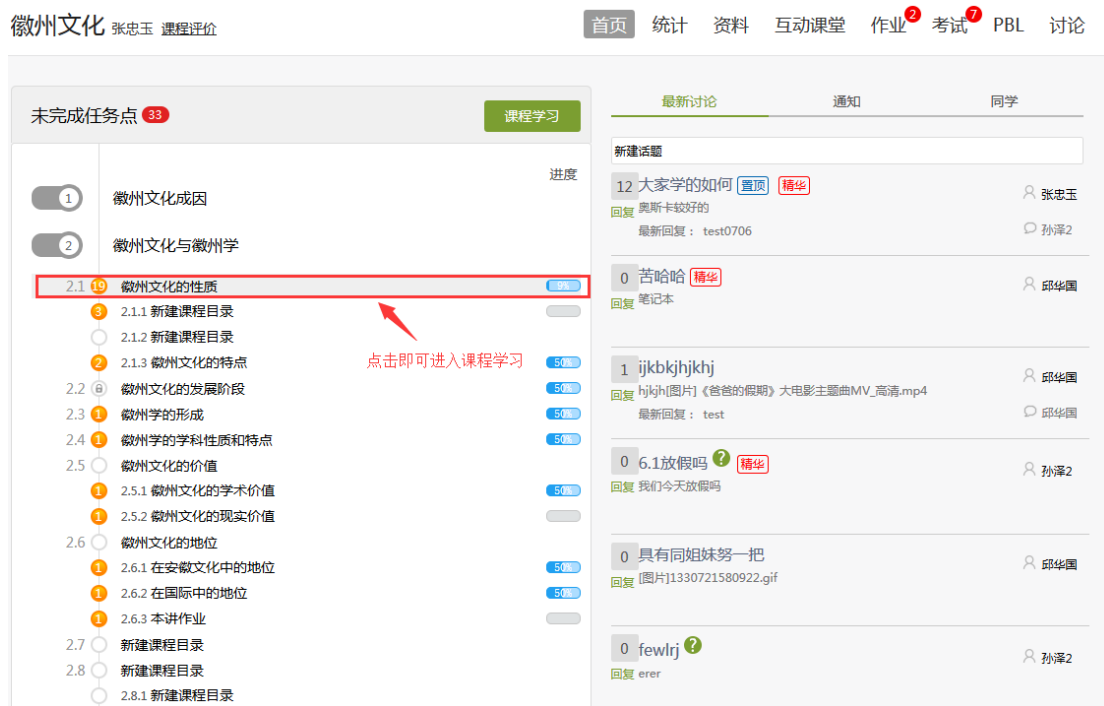 徽州文化 张忠玉 课程评价
首页 统计 资料 互动课堂 作业 2 考试 7 PBL 讨论
未完成任务点 33 课程学习
进度
1 徽州文化成因
2 徽州文化与徽州学
2.1 19 徽州文化的性质 9%
3 2.1.1 新建课程目录
2.1.2 新建课程目录
点击即可进入课程学习
2 2.1.3 徽州文化的特点 50%
2.2 徽州文化的发展阶段 50%
2.3 1 徽州学的形成 50%
2.4 1 徽州学的学科性质和特点 50%
2.5 徽州文化的价值
1 2.5.1 徽州文化的学术价值 50%
1 2.5.2 徽州文化的现实价值
2.6 徽州文化的地位
1 2.6.1 在安徽文化中的地位 50%
1 2.6.2 在国际中的地位 50%
1 2.6.3 本讲作业
2.7 新建课程目录
2.8 新建课程目录
2.8.1 新建课程目录
最新讨论 通知 同学
新建话题
12 大家学的如何 置顶 精华 张忠玉
回复 奥斯卡较好的
最新回复： test0706 孙泽2
0 苦哈哈 精华 邱华国
回复 笔记本
1 ijkbkjhjkhj 邱华国
回复 hjkjh[图片]《爸爸的假期》大电影主题曲MV_高清.mp4
最新回复： test 邱华国
0 6.1放假吗 ? 精华 孙泽2
回复 我们今天放假吗
0 具有同姐妹努一把 邱华国
回复 [图片]1330721580922.gif
0 fewlrj ? 孙泽2
回复 erer